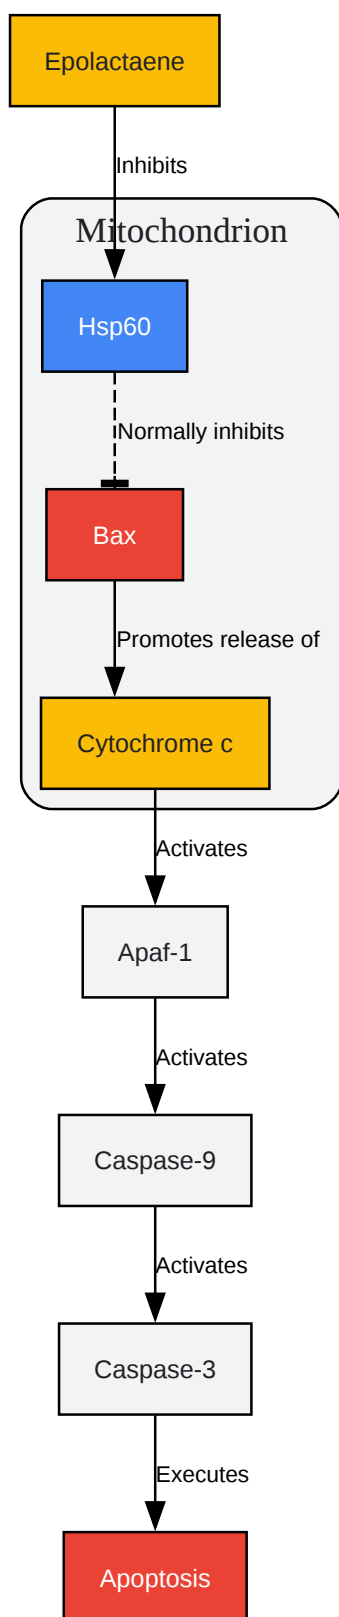 Epolactaene
Inhibits
Mitochondrion
Hsp60
Normally inhibits
Bax
Promotes release of
Cytochrome c
Activates
Apaf-1
Activates
Caspase-9
Activates
Caspase-3
Executes
Apoptosis